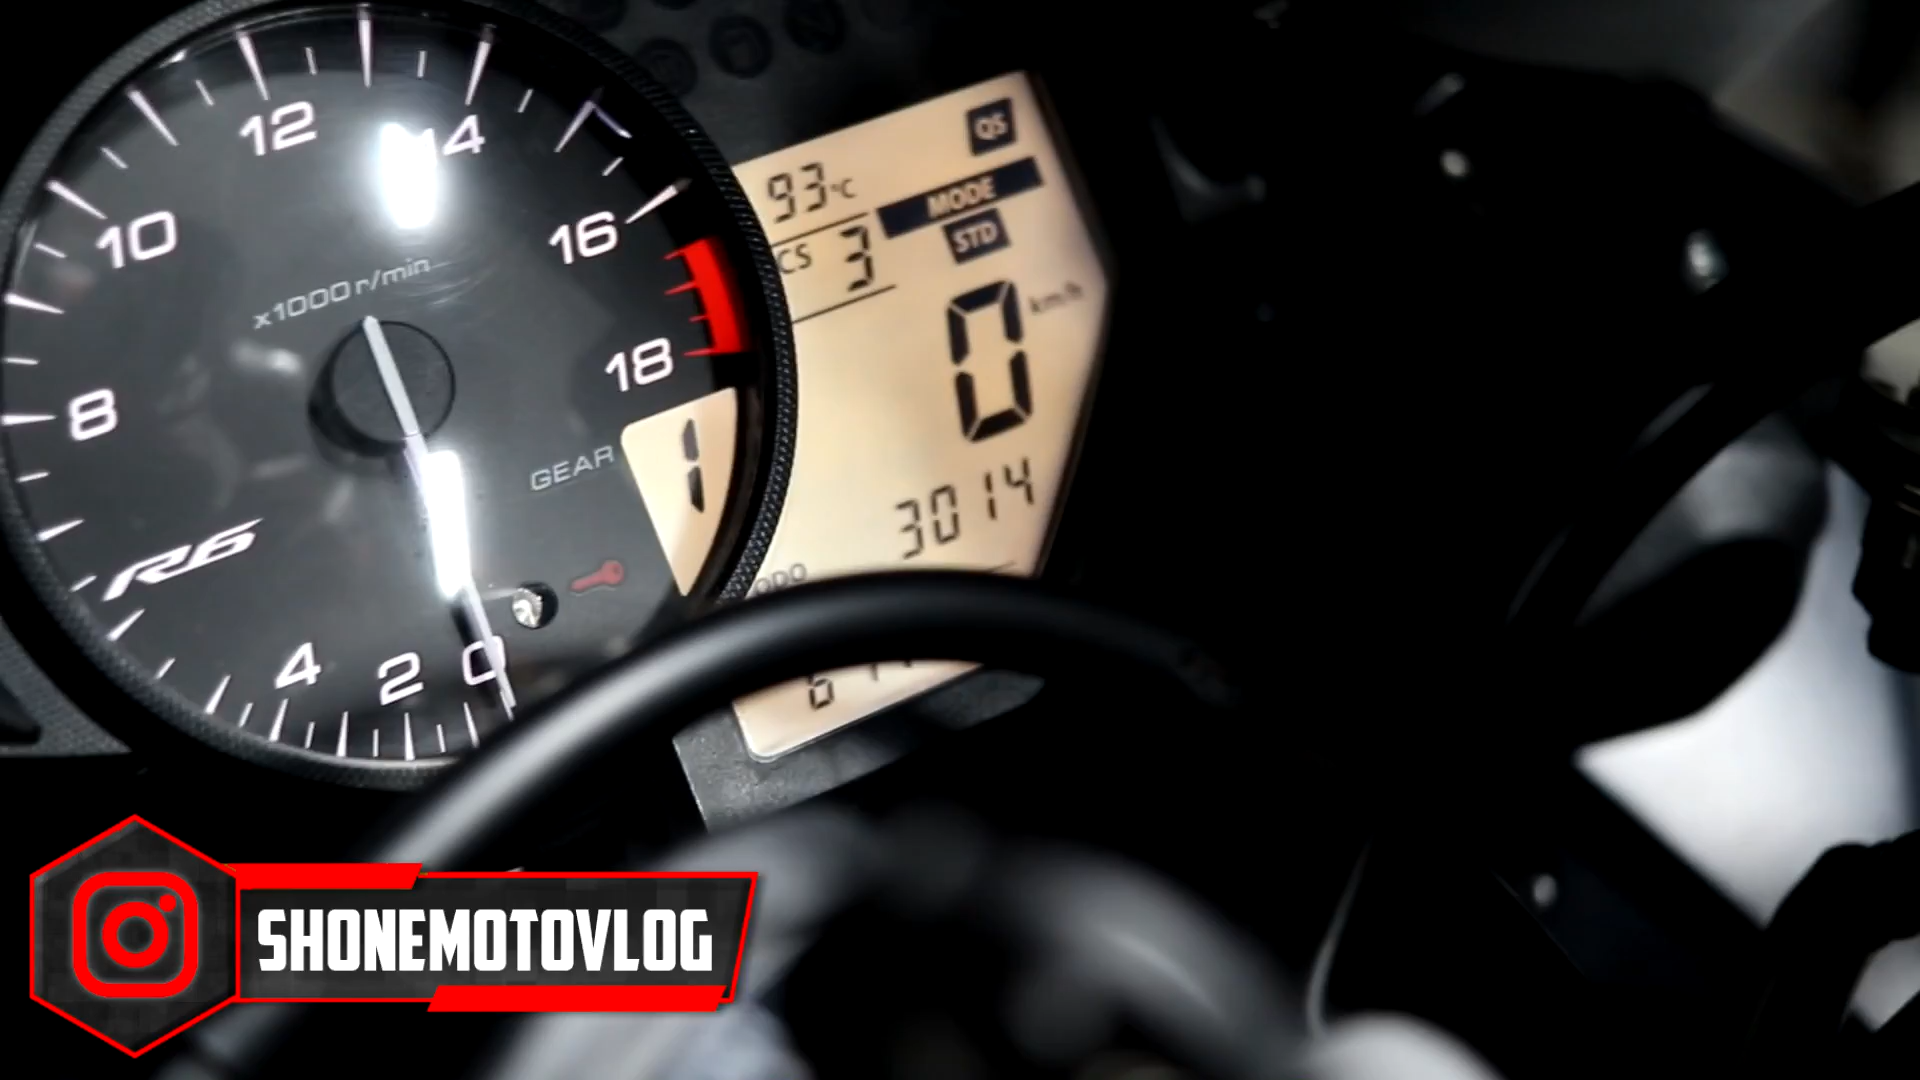 12
14
10
16
x1000 r/min
8
18
GEAR
1
R6
4
2
0
QS
93°C
MODE
CS 3
STD
0 km/h
3014
ODO
SHONEMOTOVLOG